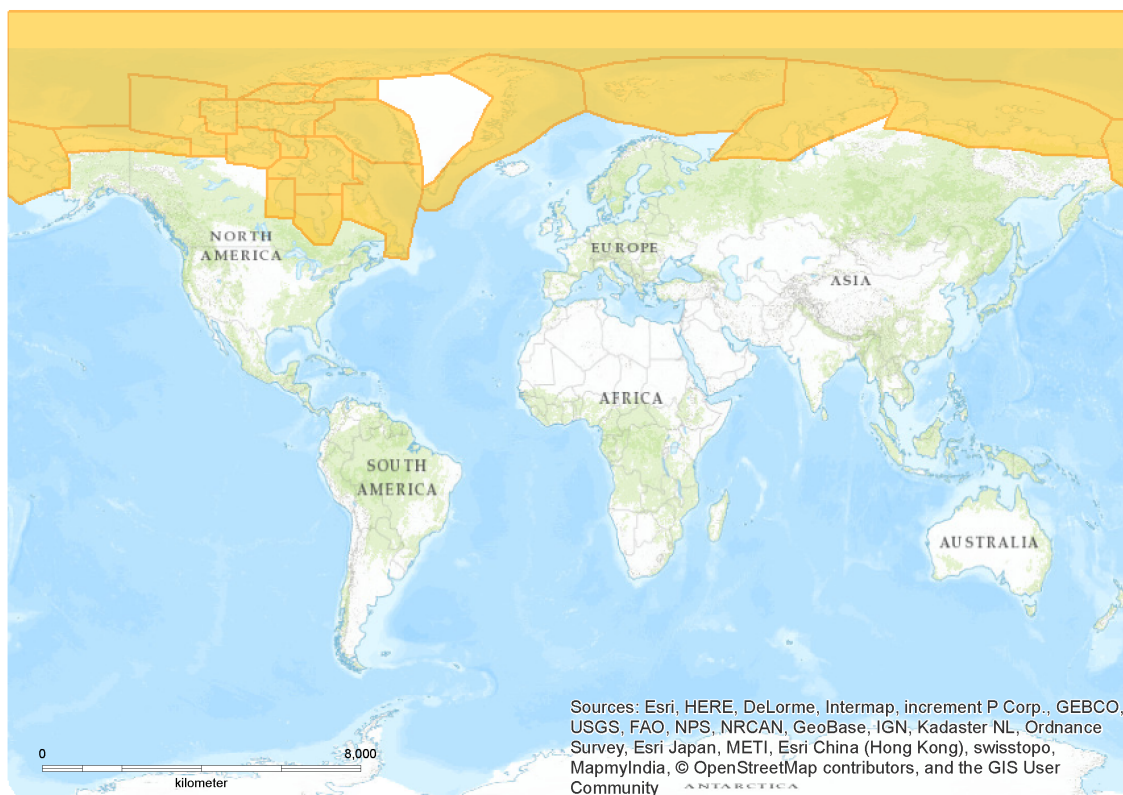 NORTH
AMERICA
EUROPE
ASIA
AFRICA
SOUTH
AMERICA
AUSTRALIA
Sources: Esri, HERE, DeLorme, Intermap, increment P Corp., GEBCO,
USGS, FAO, NPS, NRCAN, GeoBase, IGN, Kadaster NL, Ordnance
Survey, Esri Japan, METI, Esri China (Hong Kong), swisstopo,
MapmyIndia, © OpenStreetMap contributors, and the GIS User
Community
ANTARCTICA
0 8,000
kilometer